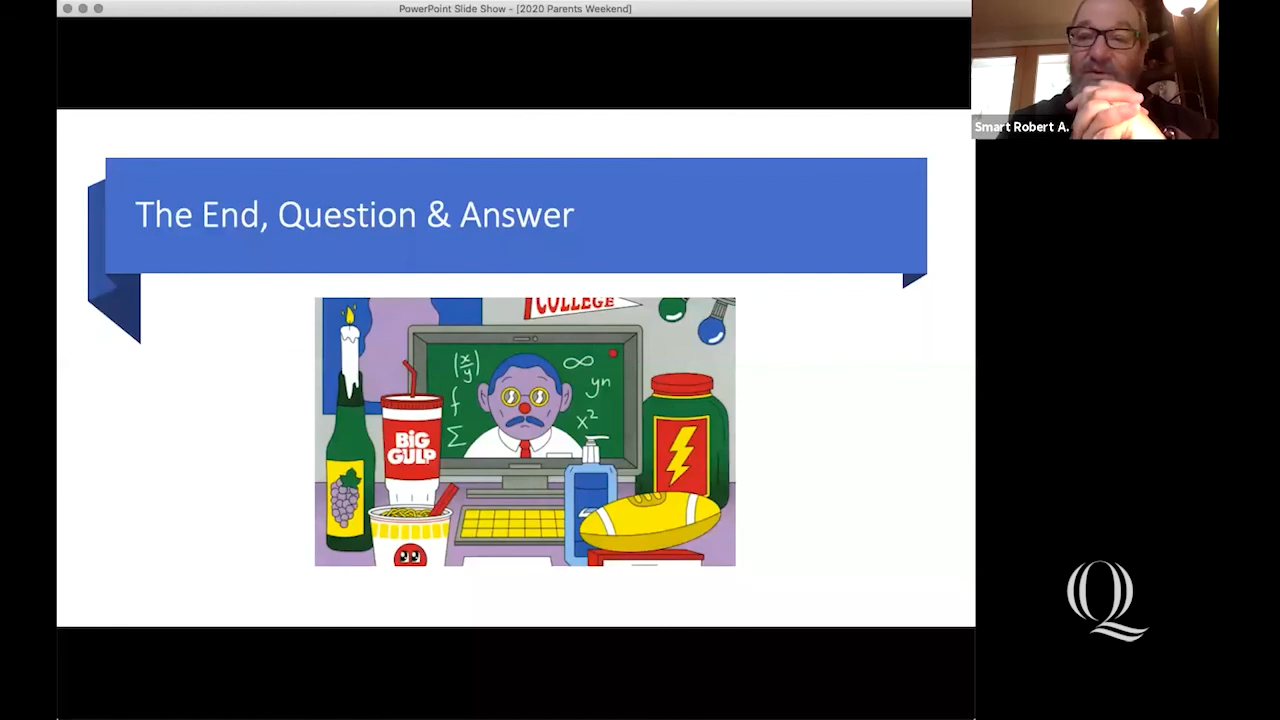 PowerPoint Slide Show - [2020 Parents Weekend]
Smart Robert A.
The End, Question & Answer
COLLEGE
(x/y)
∞
yn
f
x²
Σ
BiG
GULP
Q